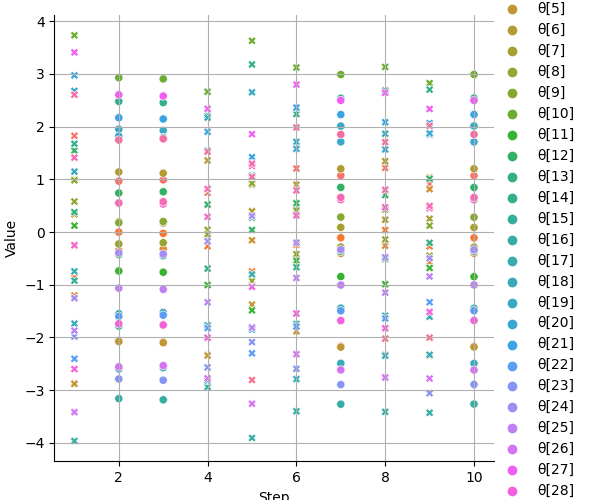 4
3
2
1
0
−1
−2
−3
−4
Value
2
4
6
8
10
Step
θ[5]
θ[6]
θ[7]
θ[8]
θ[9]
θ[10]
θ[11]
θ[12]
θ[13]
θ[14]
θ[15]
θ[16]
θ[17]
θ[18]
θ[19]
θ[20]
θ[21]
θ[22]
θ[23]
θ[24]
θ[25]
θ[26]
θ[27]
θ[28]